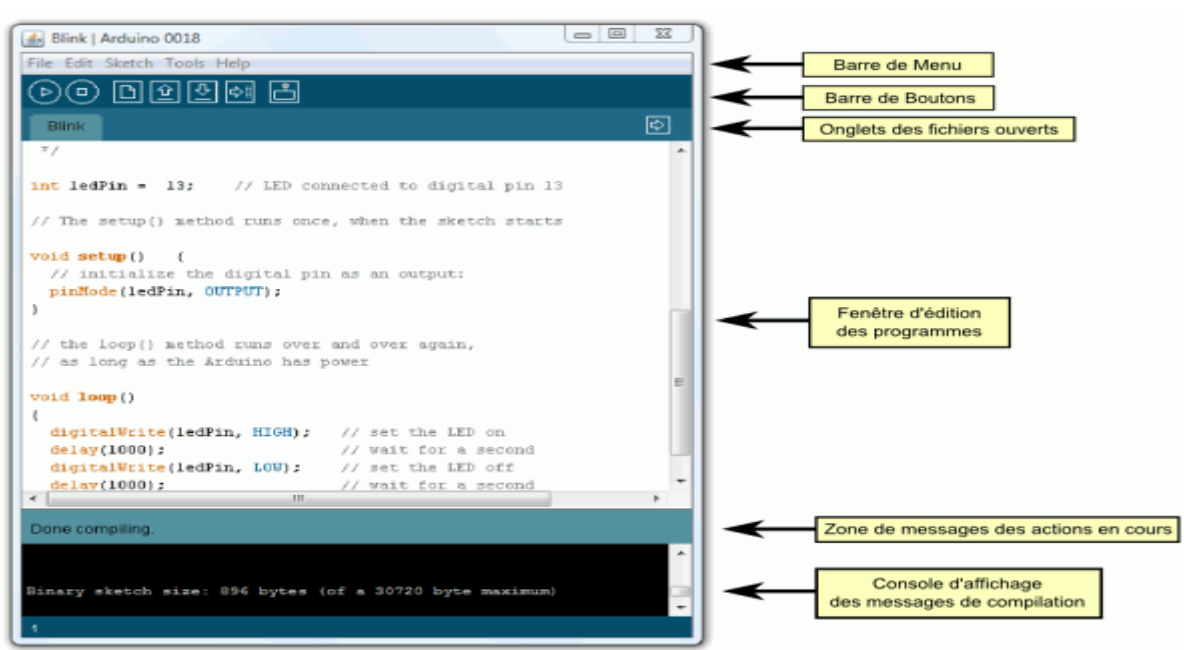 Blink | Arduino 0018
File Edit Sketch Tools Help
Blink
*/
int ledPin = 13; // LED connected to digital pin 13
// The setup() method runs once, when the sketch starts
void setup() {
// initialize the digital pin as an output:
pinMode(ledPin, OUTPUT);
}
// the loop() method runs over and over again,
// as long as the Arduino has power
void loop()
{
digitalWrite(ledPin, HIGH); // set the LED on
delay(1000); // wait for a second
digitalWrite(ledPin, LOW); // set the LED off
delay(1000); // wait for a second
Done compiling.
Binary sketch size: 896 bytes (of a 30720 byte maximum)
1
Barre de Menu
Barre de Boutons
Onglets des fichiers ouverts
Fenêtre d'édition
des programmes
Zone de messages des actions en cours
Console d'affichage
des messages de compilation